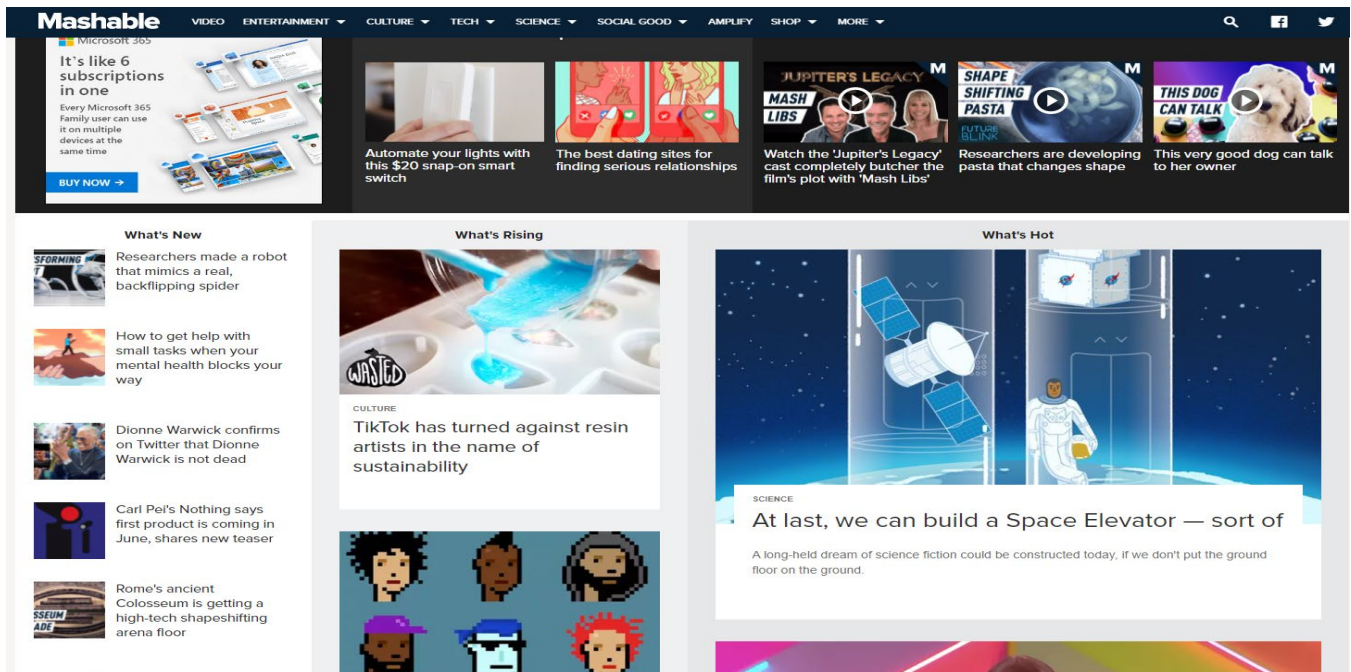 Mashable
VIDEO ENTERTAINMENT CULTURE TECH SCIENCE SOCIAL GOOD AMPLIFY SHOP MORE
Microsoft 365
It's like 6
subscriptions
in one
Every Microsoft 365
Family user can use
it on multiple
devices at the
same time
BUY NOW →
Automate your lights with
this $20 snap-on smart
switch
The best dating sites for
finding serious relationships
JUPITER'S LEGACY
M
MASH
LIBS
Watch the 'Jupiter's Legacy'
cast completely butcher the
film's plot with 'Mash Libs'
SHAPE
SHIFTING
PASTA
M
FUTURE
BLINK
Researchers are developing
pasta that changes shape
M
THIS DOG
CAN TALK
This very good dog can talk
to her owner
What's New
SFORMING
Researchers made a robot
that mimics a real,
backflipping spider
How to get help with
small tasks when your
mental health blocks your
way
Dionne Warwick confirms
on Twitter that Dionne
Warwick is not dead
Carl Pei's Nothing says
first product is coming in
June, shares new teaser
SSEUM
ADE
Rome's ancient
Colosseum is getting a
high-tech shapeshifting
arena floor
What's Rising
WASTED
CULTURE
TikTok has turned against resin
artists in the name of
sustainability
What's Hot
SCIENCE
At last, we can build a Space Elevator — sort of
A long-held dream of science fiction could be constructed today, if we don't put the ground
floor on the ground.